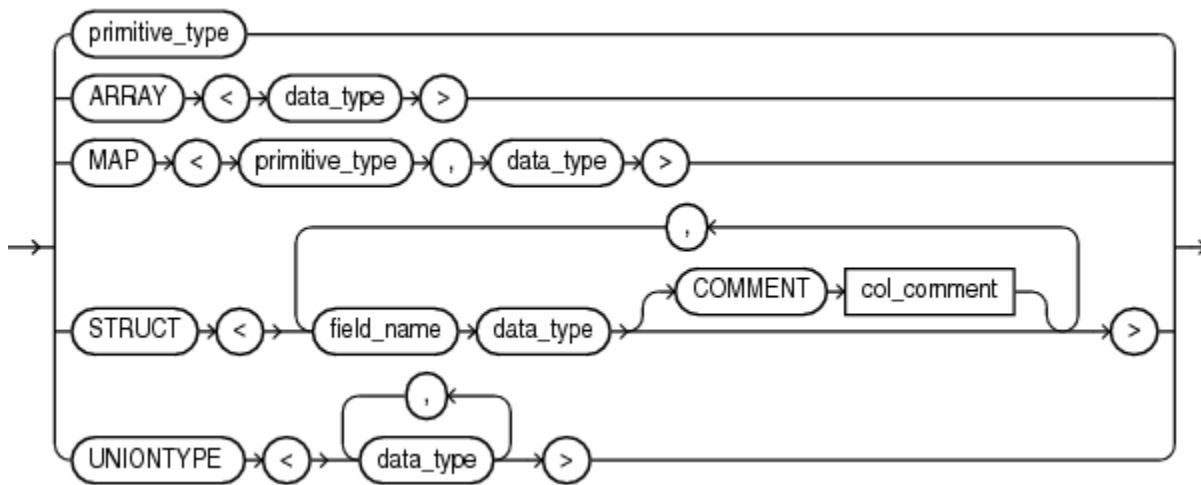 primitive_type
ARRAY < data_type >
MAP < primitive_type , data_type >
,
COMMENT col_comment
STRUCT < field_name data_type >
,
UNIONTYPE < data_type >